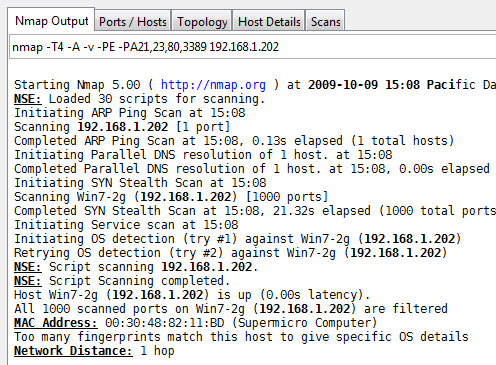 Nmap Output Ports / Hosts Topology Host Details Scans
nmap -T4 -A -v -PE -PA21,23,80,3389 192.168.1.202
Starting Nmap 5.00 ( http://nmap.org ) at 2009-10-09 15:08 Pacific Da
NSE: Loaded 30 scripts for scanning.
Initiating ARP Ping Scan at 15:08
Scanning 192.168.1.202 [1 port]
Completed ARP Ping Scan at 15:08, 0.13s elapsed (1 total hosts)
Initiating Parallel DNS resolution of 1 host. at 15:08
Completed Parallel DNS resolution of 1 host. at 15:08, 0.00s elapsed
Initiating SYN Stealth Scan at 15:08
Scanning Win7-2g (192.168.1.202) [1000 ports]
Completed SYN Stealth Scan at 15:08, 21.32s elapsed (1000 total ports
Initiating Service scan at 15:08
Initiating OS detection (try #1) against Win7-2g (192.168.1.202)
Retrying OS detection (try #2) against Win7-2g (192.168.1.202)
NSE: Script scanning 192.168.1.202.
NSE: Script Scanning completed.
Host Win7-2g (192.168.1.202) is up (0.00s latency).
All 1000 scanned ports on Win7-2g (192.168.1.202) are filtered
MAC Address: 00:30:48:82:11:BD (Supermicro Computer)
Too many fingerprints match this host to give specific OS details
Network Distance: 1 hop